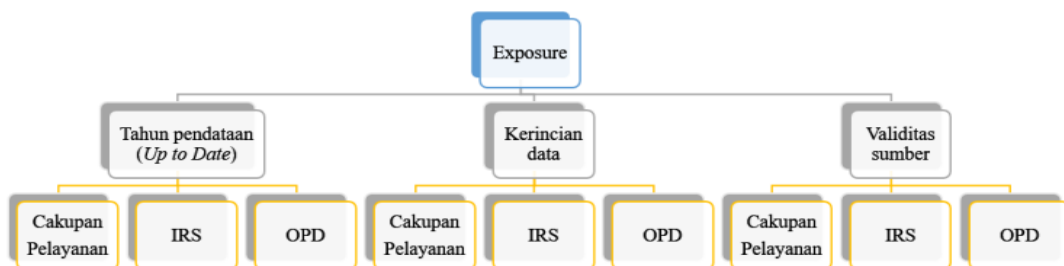 Exposure
Tahun pendataan
(Up to Date)
Kerincian
data
Validitas
sumber
Cakupan
Pelayanan
IRS
OPD
Cakupan
Pelayanan
IRS
OPD
Cakupan
Pelayanan
IRS
OPD